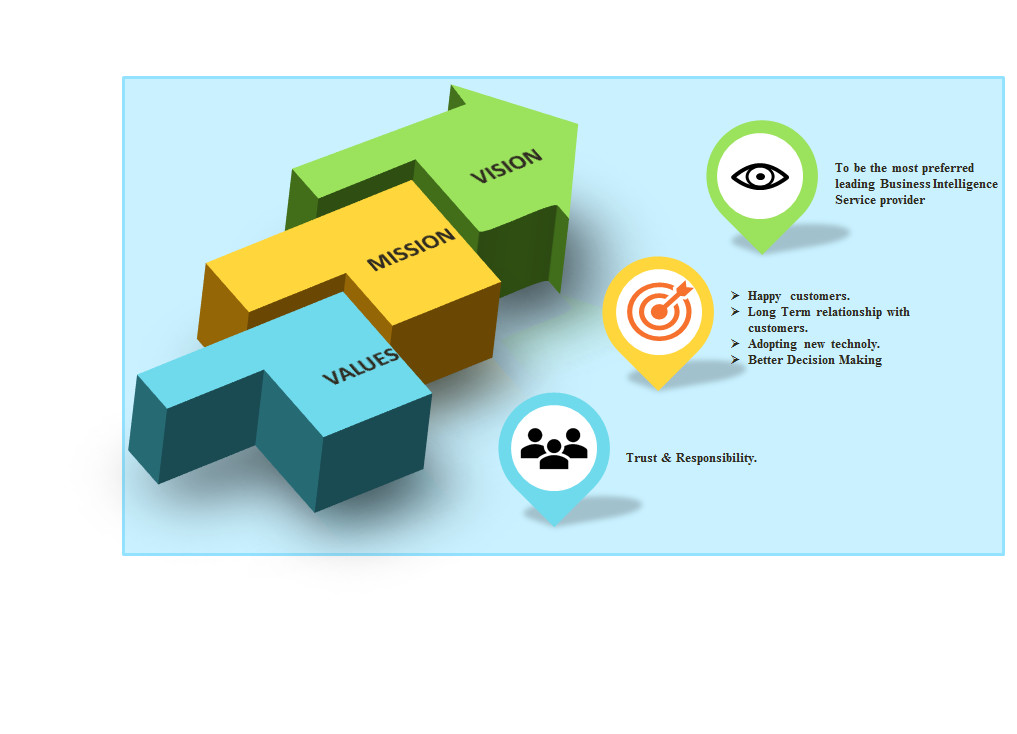 VISION
To be the most preferred
leading Business Intelligence
Service provider
MISSION
➢ Happy customers.
➢ Long Term relationship with
customers.
➢ Adopting new technoly.
➢ Better Decision Making
VALUES
Trust & Responsibility.